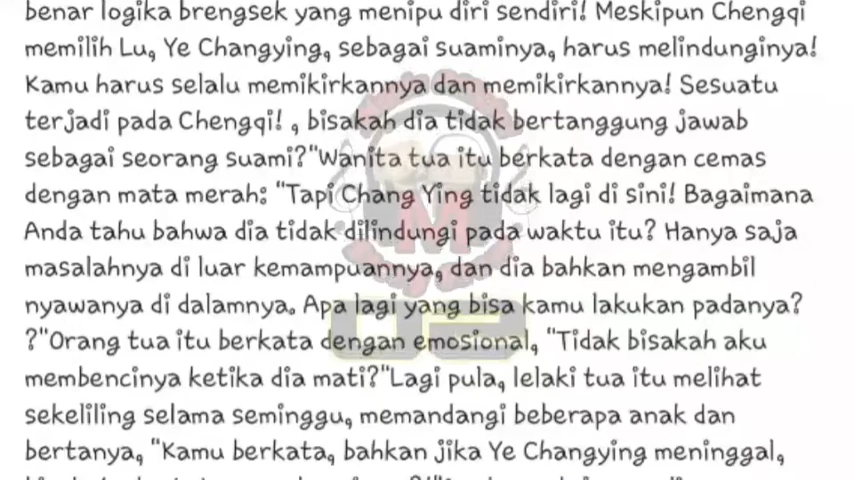 benar logika brengsek yang menipu diri sendiri! Meskipun Chengqi
memilih Lu, Ye Changying, sebagai suaminya, harus melindunginya!
Kamu harus selalu memikirkannya dan memikirkannya! Sesuatu
terjadi pada Chengqi! , bisakah dia tidak bertanggung jawab
sebagai seorang suami?"Wanita tua itu berkata dengan cemas
dengan mata merah: "Tapi Chang Ying tidak lagi di sini! Bagaimana
Anda tahu bahwa dia tidak dilindungi pada waktu itu? Hanya saja
masalahnya di luar kemampuannya, dan dia bahkan mengambil
nyawanya di dalamnya. Apa lagi yang bisa kamu lakukan padanya?
?"Orang tua itu berkata dengan emosional, "Tidak bisakah aku
membencinya ketika dia mati?"Lagi pula, lelaki tua itu melihat
sekeliling selama seminggu, memandangi beberapa anak dan
bertanya, "Kamu berkata, bahkan jika Ye Changying meninggal,